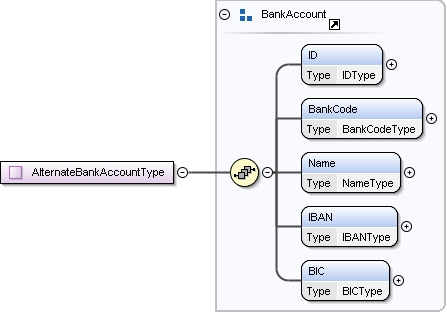 BankAccount
ID
Type IDType
BankCode
Type BankCodeType
AlternateBankAccountType
Name
Type NameType
IBAN
Type IBANType
BIC
Type BICType